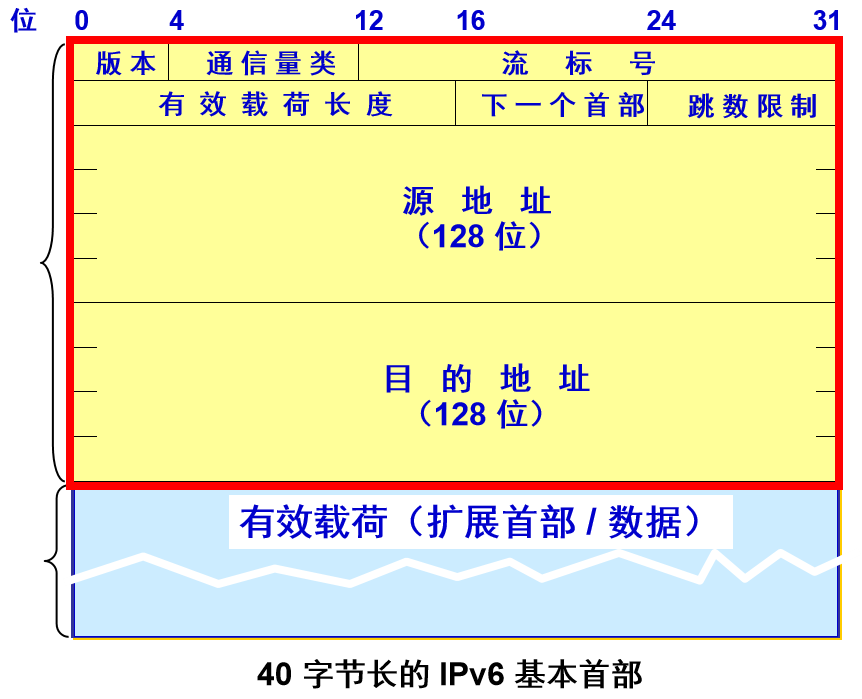 位 0 4 12 16 24 31
版本 通信量类 流标号
有效载荷长度 下一个首部 跳数限制
源地址
（128 位）
目的地址
（128 位）
有效载荷（扩展首部 / 数据）
40 字节长的 IPv6 基本首部